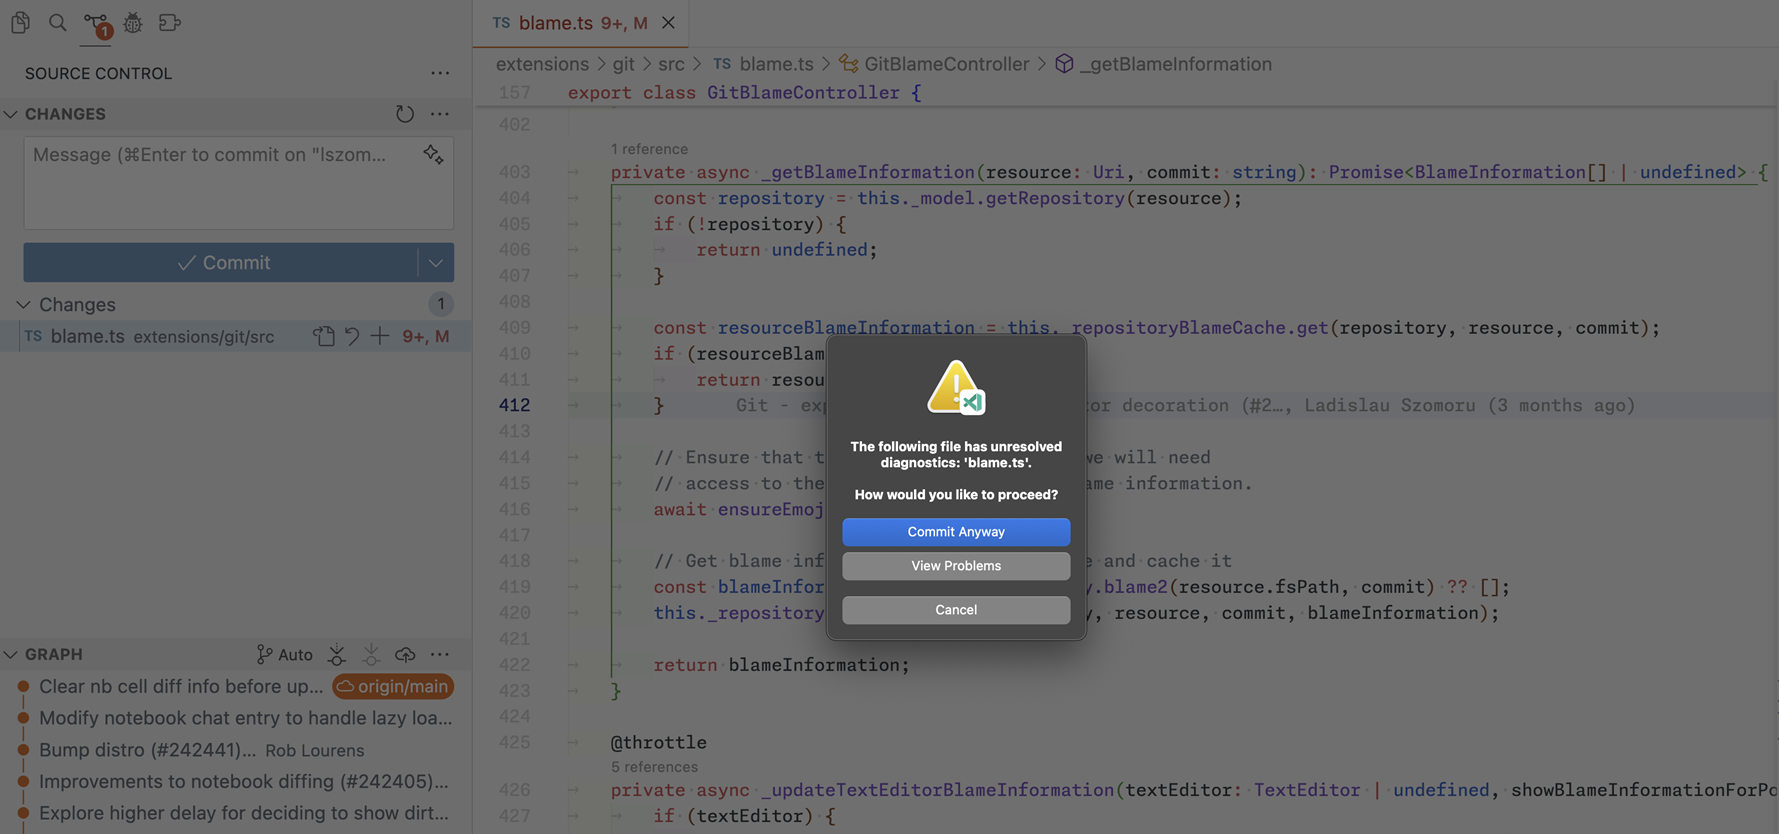 1
SOURCE CONTROL
CHANGES
Message (⌘Enter to commit on "lszom...
Commit
Changes
1
TS blame.ts extensions/git/src 9+, M
GRAPH
Auto
Clear nb cell diff info before up... origin/main
Modify notebook chat entry to handle lazy loa...
Bump distro (#242441)... Rob Lourens
Improvements to notebook diffing (#242405)...
Explore higher delay for deciding to show dirt...
TS blame.ts 9+, M
extensions > git > src > TS blame.ts > GitBlameController > _getBlameInformation
157 export class GitBlameController {
402
1 reference
403 private async _getBlameInformation(resource: Uri, commit: string): Promise<BlameInformation[] | undefined> {
404 const repository = this._model.getRepository(resource);
405 if (!repository) {
406 return undefined;
407 }
408
409 const resourceBlameInformation = this._repositoryBlameCache.get(repository, resource, commit);
410 if (resourceBlam
411 return resou
412 } Git - exp tor decoration (#2…, Ladislau Szomoru (3 months ago)
413
414 // Ensure that t we will need
415 // access to the ame information.
416 await ensureEmoj
417
418 // Get blame inf e and cache it
419 const blameInfor y.blame2(resource.fsPath, commit) ?? [];
420 this._repository y, resource, commit, blameInformation);
421
422 return blameInformation;
423 }
424
425 @throttle
5 references
426 private async _updateTextEditorBlameInformation(textEditor: TextEditor | undefined, showBlameInformationForPo
427 if (textEditor) {
The following file has unresolved
diagnostics: 'blame.ts'.
How would you like to proceed?
Commit Anyway
View Problems
Cancel